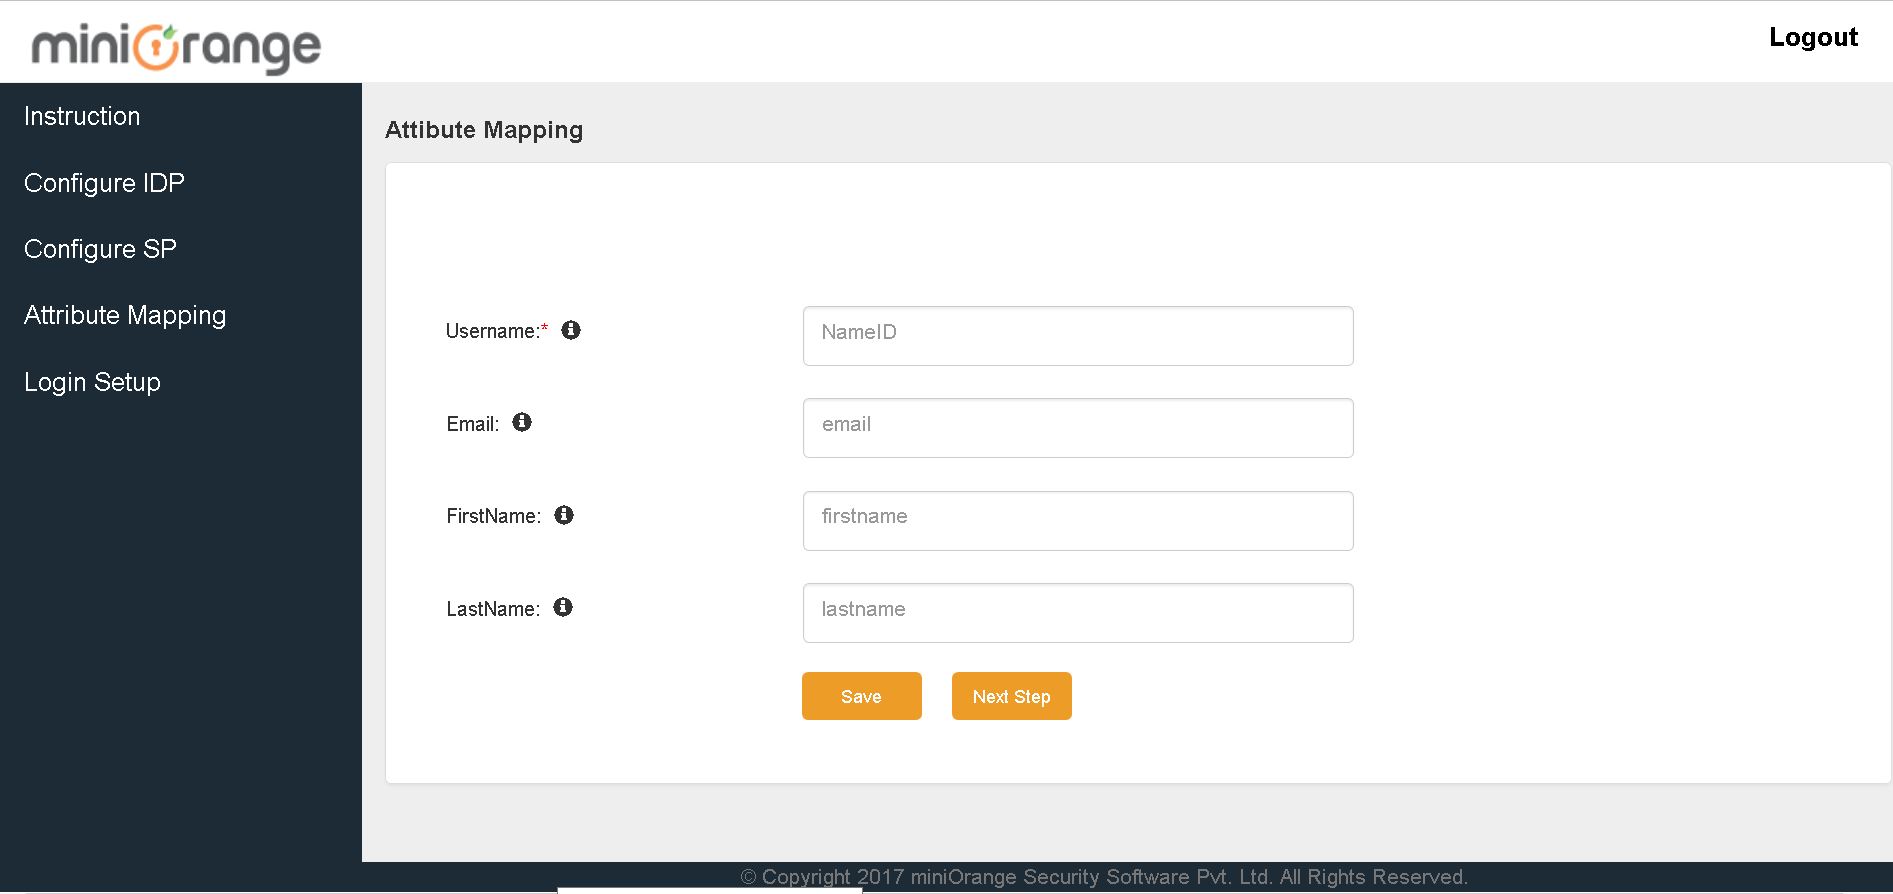 miniOrange
Logout
Instruction
Configure IDP
Configure SP
Attribute Mapping
Login Setup
Attibute Mapping
Username:* NameID
Email: email
FirstName: firstname
LastName: lastname
Save Next Step
© Copyright 2017 miniOrange Security Software Pvt. Ltd. All Rights Reserved.